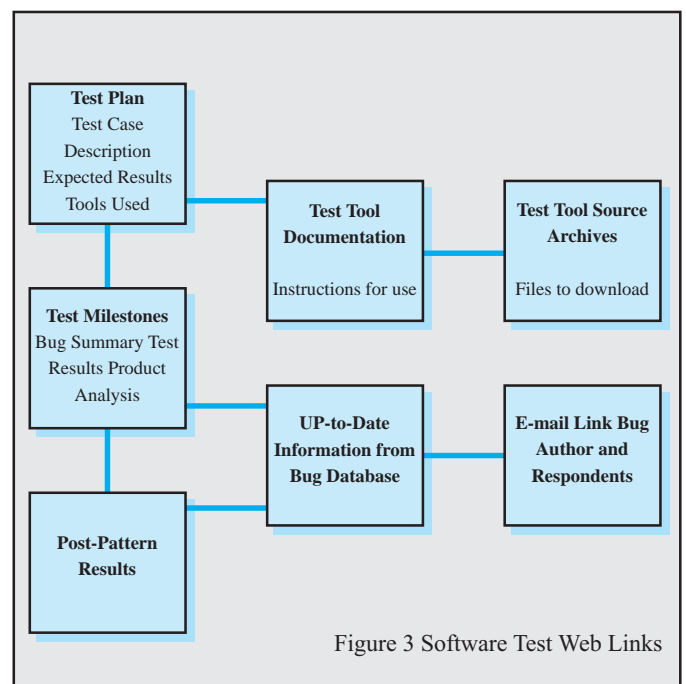 Test Plan
Test Case
Description
Expected Results
Tools Used
Test Tool
Documentation
Instructions for use
Test Tool Source
Archives
Files to download
Test Milestones
Bug Summary Test
Results Product
Analysis
UP-to-Date
Information from
Bug Database
E-mail Link Bug
Author and
Respondents
Post-Pattern
Results
Figure 3 Software Test Web Links